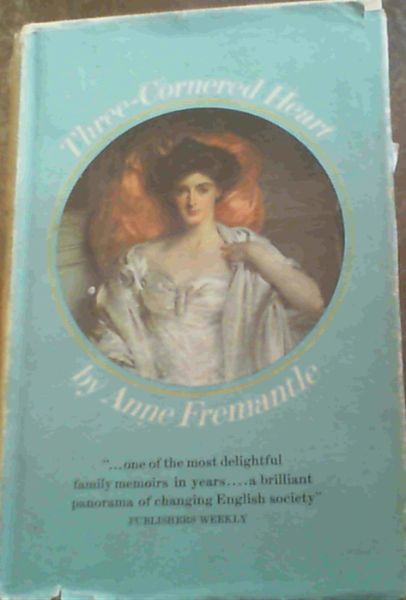 Three-Cornered Heart
by Anne Fremantle
"...one of the most delightful
family memoirs in years....a brilliant
panorama of changing English society"
PUBLISHERS WEEKLY